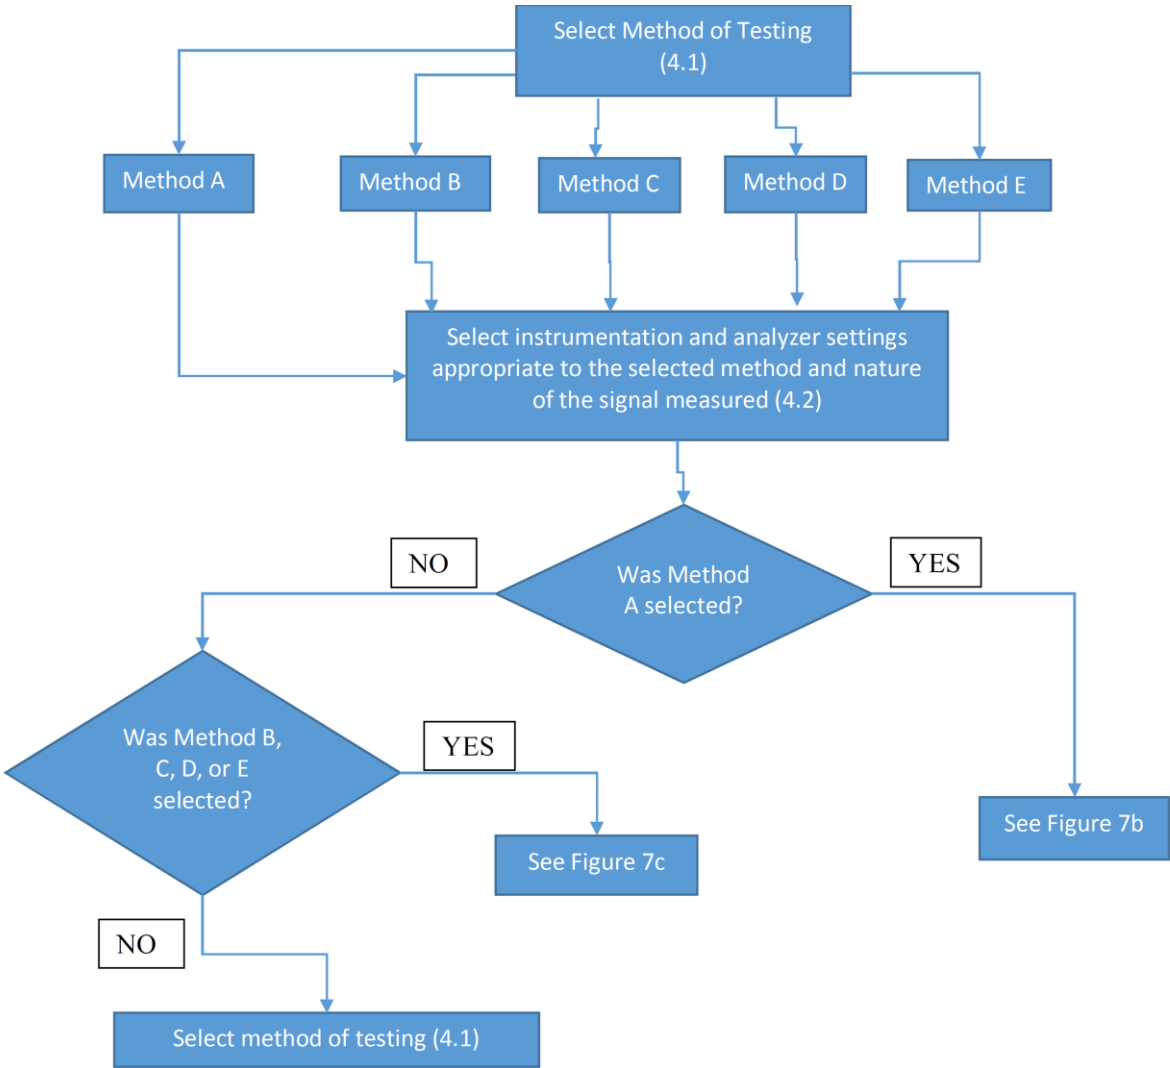 Select Method of Testing
(4.1)
Method A
Method B
Method C
Method D
Method E
Select instrumentation and analyzer settings
appropriate to the selected method and nature
of the signal measured (4.2)
NO
YES
Was Method
A selected?
Was Method B,
C, D, or E
selected?
YES
See Figure 7b
See Figure 7c
NO
Select method of testing (4.1)